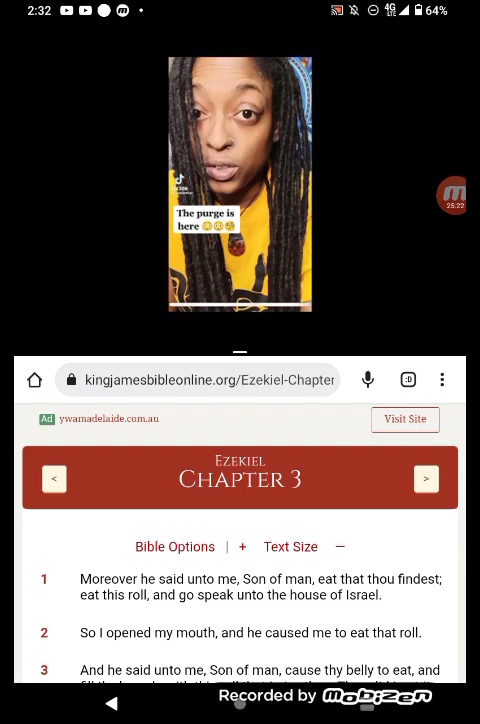 2:32
4G
LTE
64%
TikTok
The purge is
here
25:22
kingjamesbibleonline.org/Ezekiel-Chapter
:D
Ad ywamadelaide.com.au
Visit Site
EZEKIEL
< CHAPTER 3 >
Bible Options | + Text Size —
1 Moreover he said unto me, Son of man, eat that thou findest;
eat this roll, and go speak unto the house of Israel.
2 So I opened my mouth, and he caused me to eat that roll.
3 And he said unto me, Son of man, cause thy belly to eat, and
Recorded by Mobizen